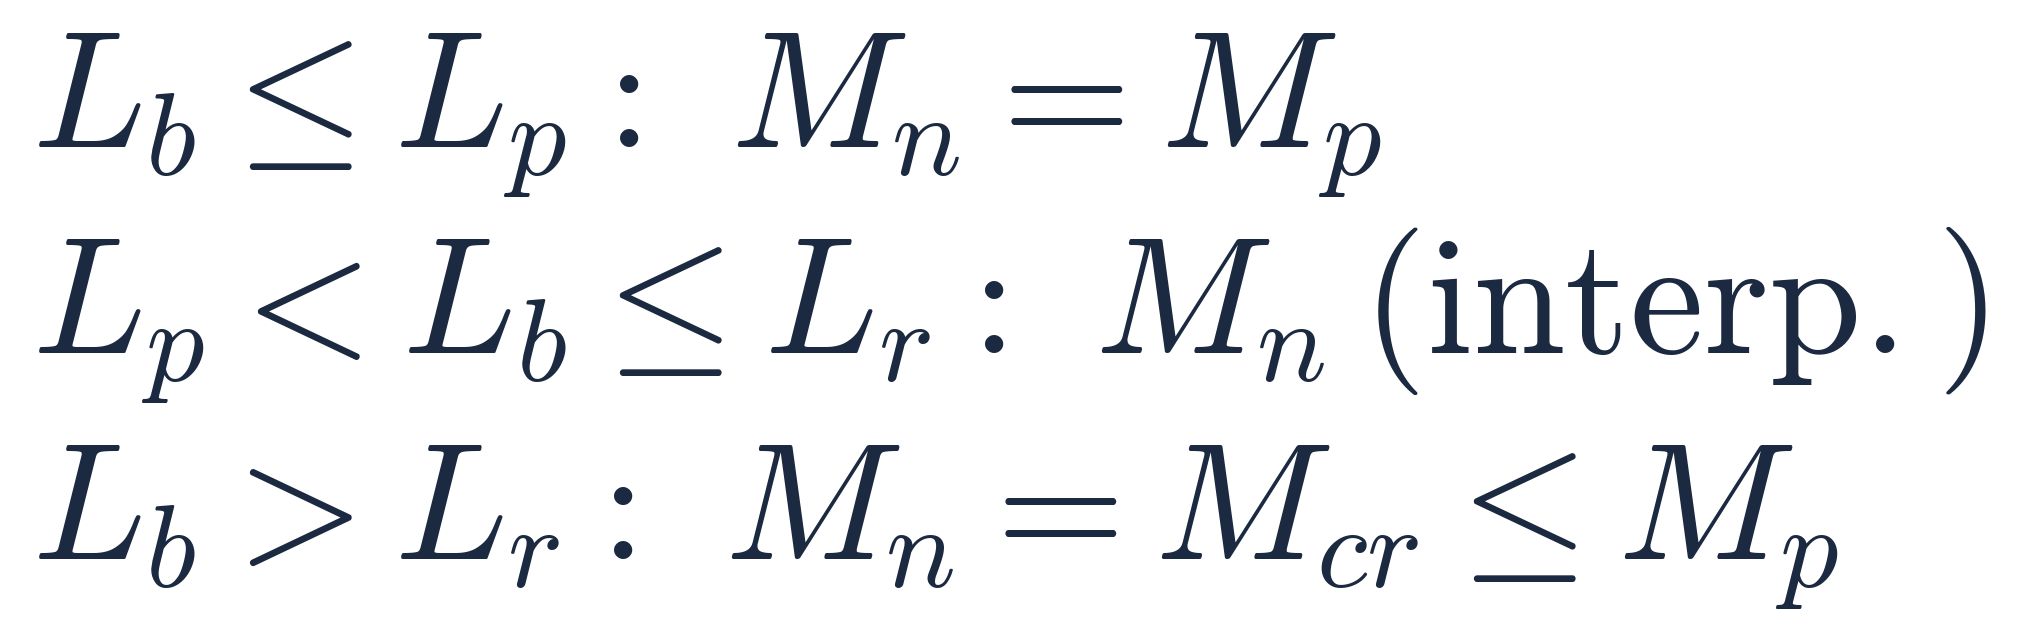 L_b ≤ L_p : M_n = M_p
L_p < L_b ≤ L_r : M_n (interp. )
L_b > L_r : M_n = M_cr ≤ M_p